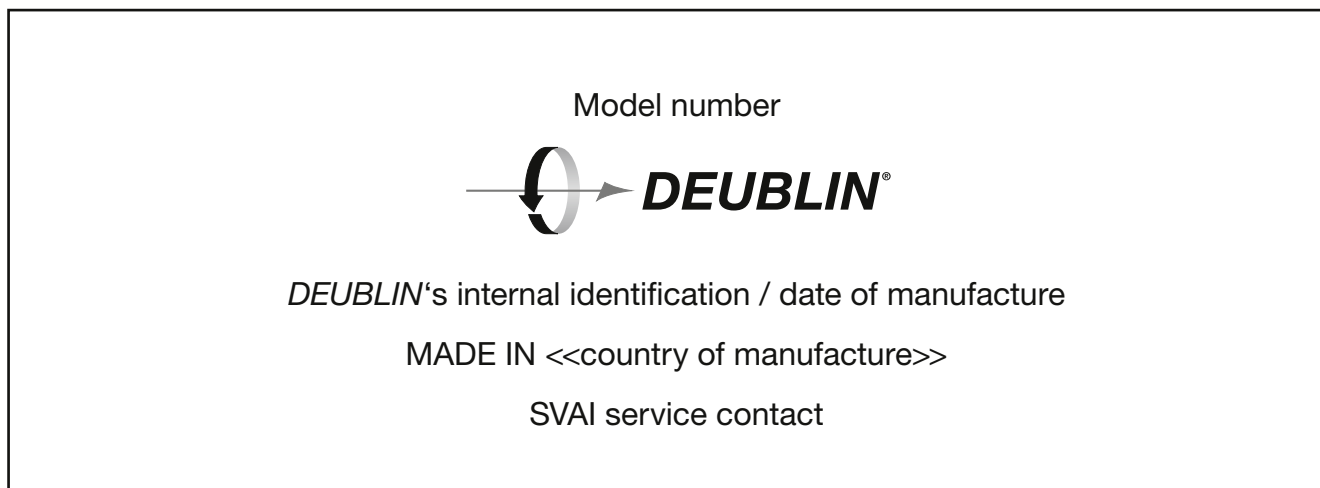 Model number
DEUBLIN®
DEUBLIN‘s internal identification / date of manufacture
MADE IN <<country of manufacture>>
SVAI service contact